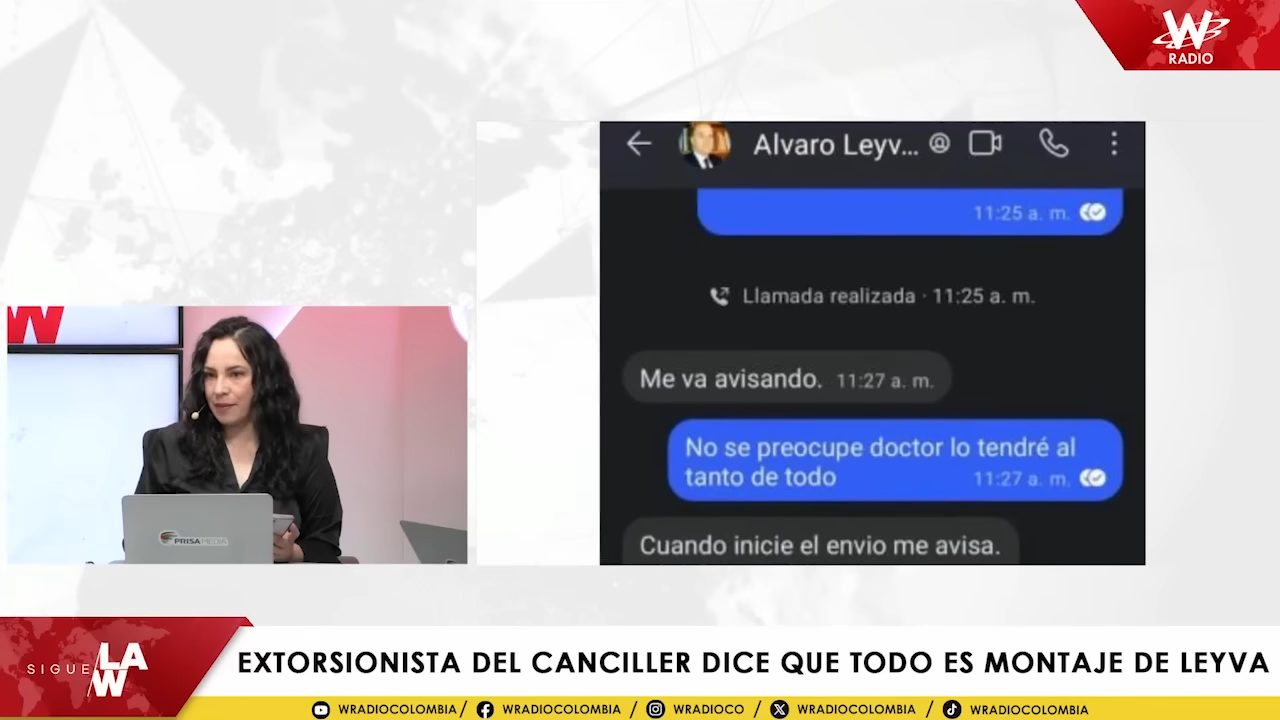 W
RADIO
Alvaro Leyv... @
11:25 a. m.
Llamada realizada · 11:25 a. m.
Me va avisando. 11:27 a. m.
No se preocupe doctor lo tendré al
tanto de todo 11:27 a. m.
Cuando inicie el envio me avisa.
W
PRISA MEDIA
SIGUE LA W
EXTORSIONISTA DEL CANCILLER DICE QUE TODO ES MONTAJE DE LEYVA
WRADIOCOLOMBIA / WRADIOCOLOMBIA / WRADIOCO / WRADIOCOLOMBIA / WRADIOCOLOMBIA